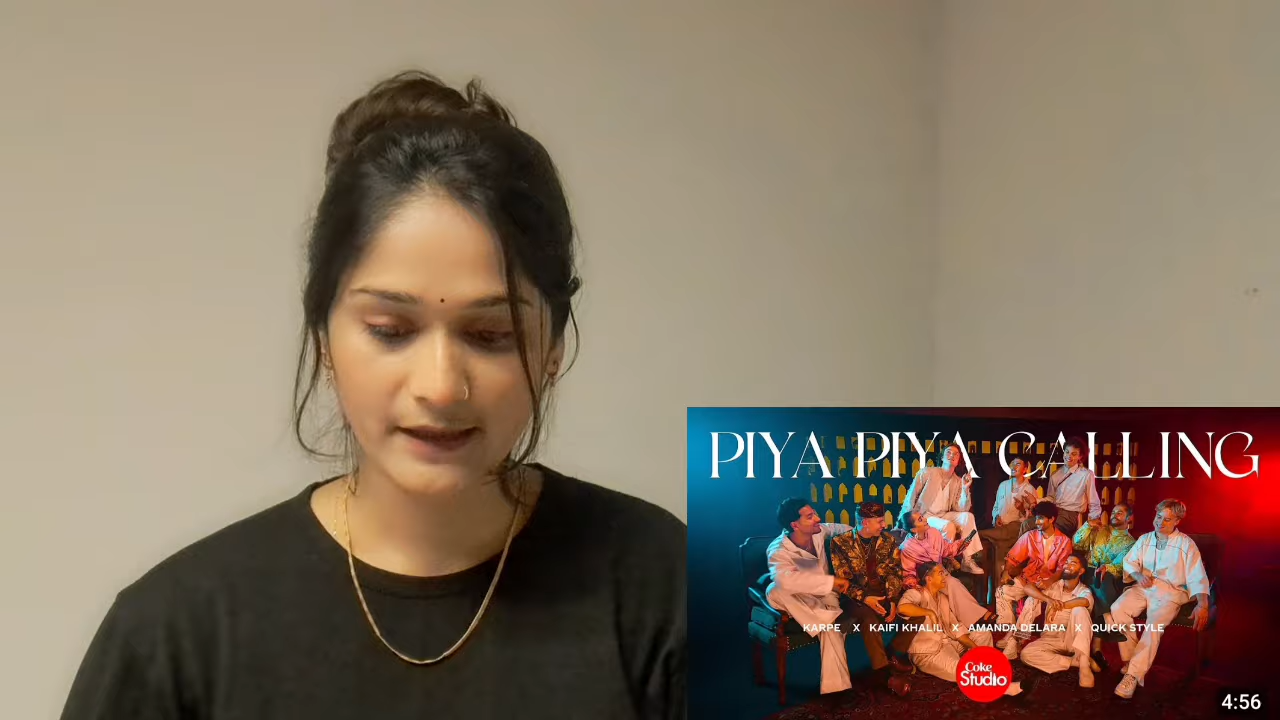 PIYA PIYA CALLING
KARPE X KAIFI KHALIL X AMANDA DELARA X QUICK STYLE
Coke
Studio
4:56